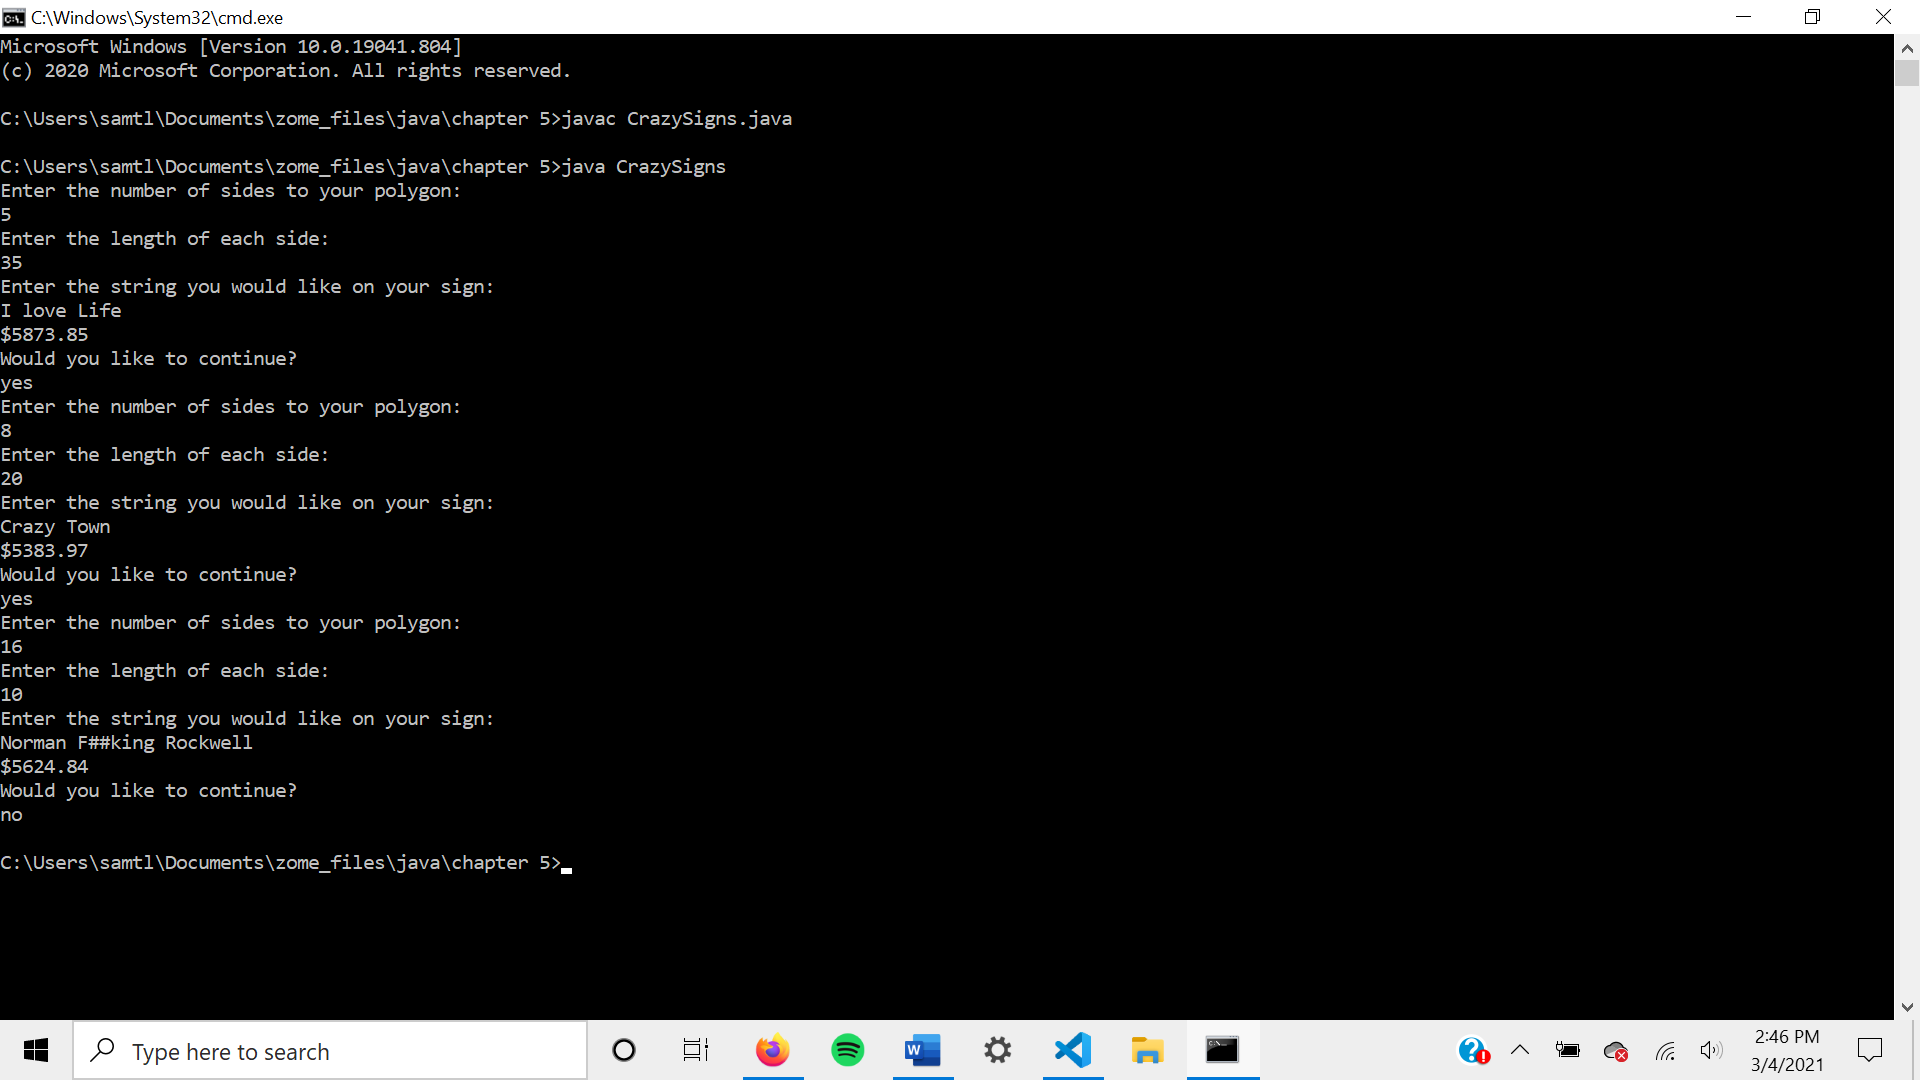 C:\Windows\System32\cmd.exe
Microsoft Windows [Version 10.0.19041.804]
(c) 2020 Microsoft Corporation. All rights reserved.
C:\Users\samtl\Documents\zome_files\java\chapter 5>javac CrazySigns.java
C:\Users\samtl\Documents\zome_files\java\chapter 5>java CrazySigns
Enter the number of sides to your polygon:
5
Enter the length of each side:
35
Enter the string you would like on your sign:
I love Life
$5873.85
Would you like to continue?
yes
Enter the number of sides to your polygon:
8
Enter the length of each side:
20
Enter the string you would like on your sign:
Crazy Town
$5383.97
Would you like to continue?
yes
Enter the number of sides to your polygon:
16
Enter the length of each side:
10
Enter the string you would like on your sign:
Norman F##king Rockwell
$5624.84
Would you like to continue?
no
C:\Users\samtl\Documents\zome_files\java\chapter 5>
Type here to search
2:46 PM
3/4/2021